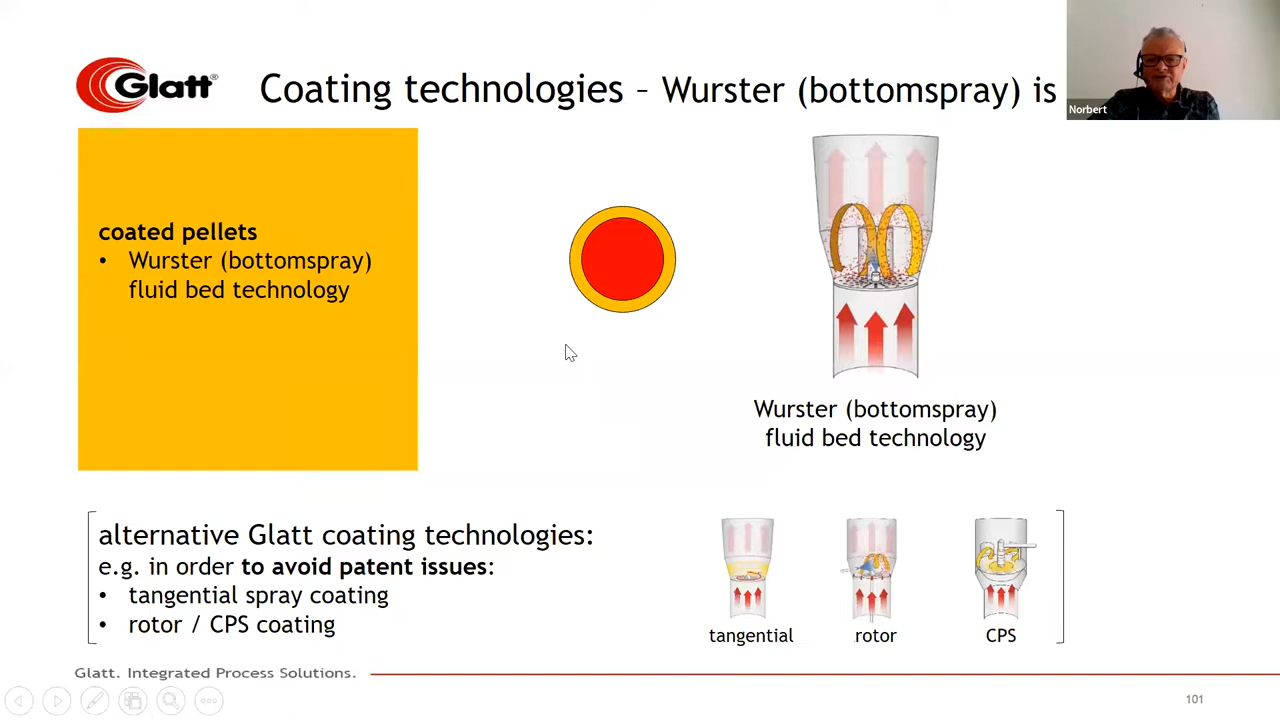 Glatt®
Coating technologies – Wurster (bottomspray) is
Norbert
coated pellets
• Wurster (bottomspray)
fluid bed technology
Wurster (bottomspray)
fluid bed technology
alternative Glatt coating technologies:
e.g. in order to avoid patent issues:
• tangential spray coating
• rotor / CPS coating
tangential
rotor
CPS
Glatt. Integrated Process Solutions.
101